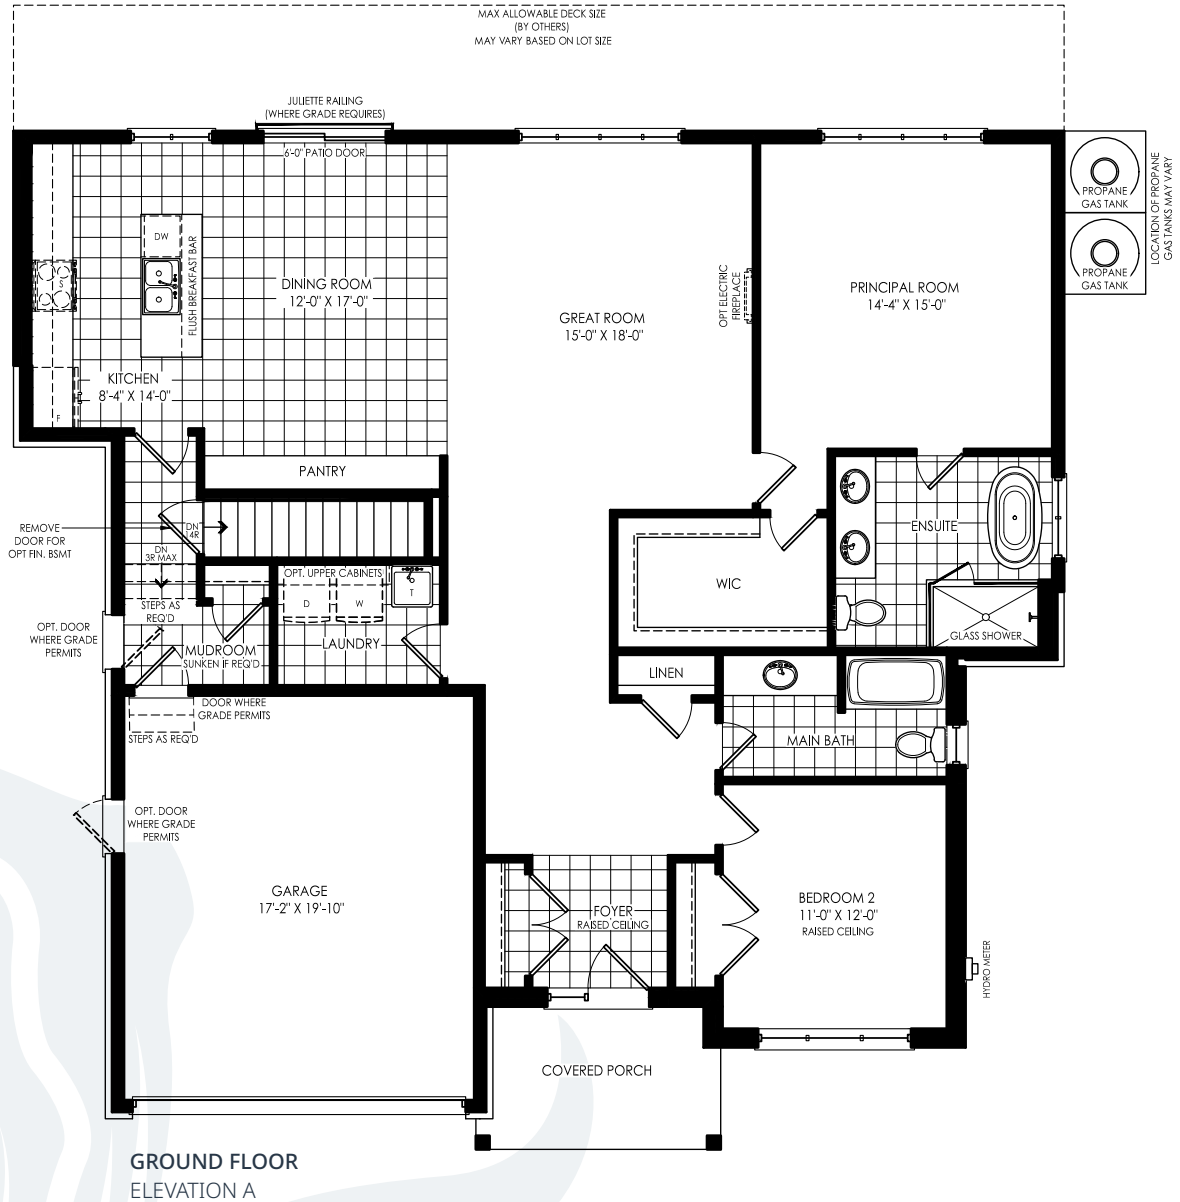 MAX ALLOWABLE DECK SIZE
(BY OTHERS)
MAY VARY BASED ON LOT SIZE
JULIETTE RAILING
(WHERE GRADE REQUIRES)
6'-0" PATIO DOOR
PROPANE
GAS TANK
LOCATION OF PROPANE
GAS TANKS MAY VARY
PROPANE
GAS TANK
DW
S
FLUSH BREAKFAST BAR
DINING ROOM
12'-0" X 17'-0"
GREAT ROOM
15'-0" X 18'-0"
OPT ELECTRIC
FIREPLACE
PRINCIPAL ROOM
14'-4" X 15'-0"
KITCHEN
8'-4" X 14'-0"
F
PANTRY
REMOVE
DOOR FOR
OPT FIN. BSMT
DN
14R
DN
3R MAX
ENSUITE
OPT. UPPER CABINETS
D
W
T
WIC
STEPS AS
REQ'D
OPT. DOOR
WHERE GRADE
PERMITS
MUDROOM
SUNKEN IF REQ'D
LAUNDRY
GLASS SHOWER
LINEN
DOOR WHERE
GRADE PERMITS
STEPS AS REQ'D
MAIN BATH
OPT. DOOR
WHERE GRADE
PERMITS
GARAGE
17'-2" X 19'-10"
FOYER
RAISED CEILING
BEDROOM 2
11'-0" X 12'-0"
RAISED CEILING
HYDRO METER
COVERED PORCH
GROUND FLOOR
ELEVATION A